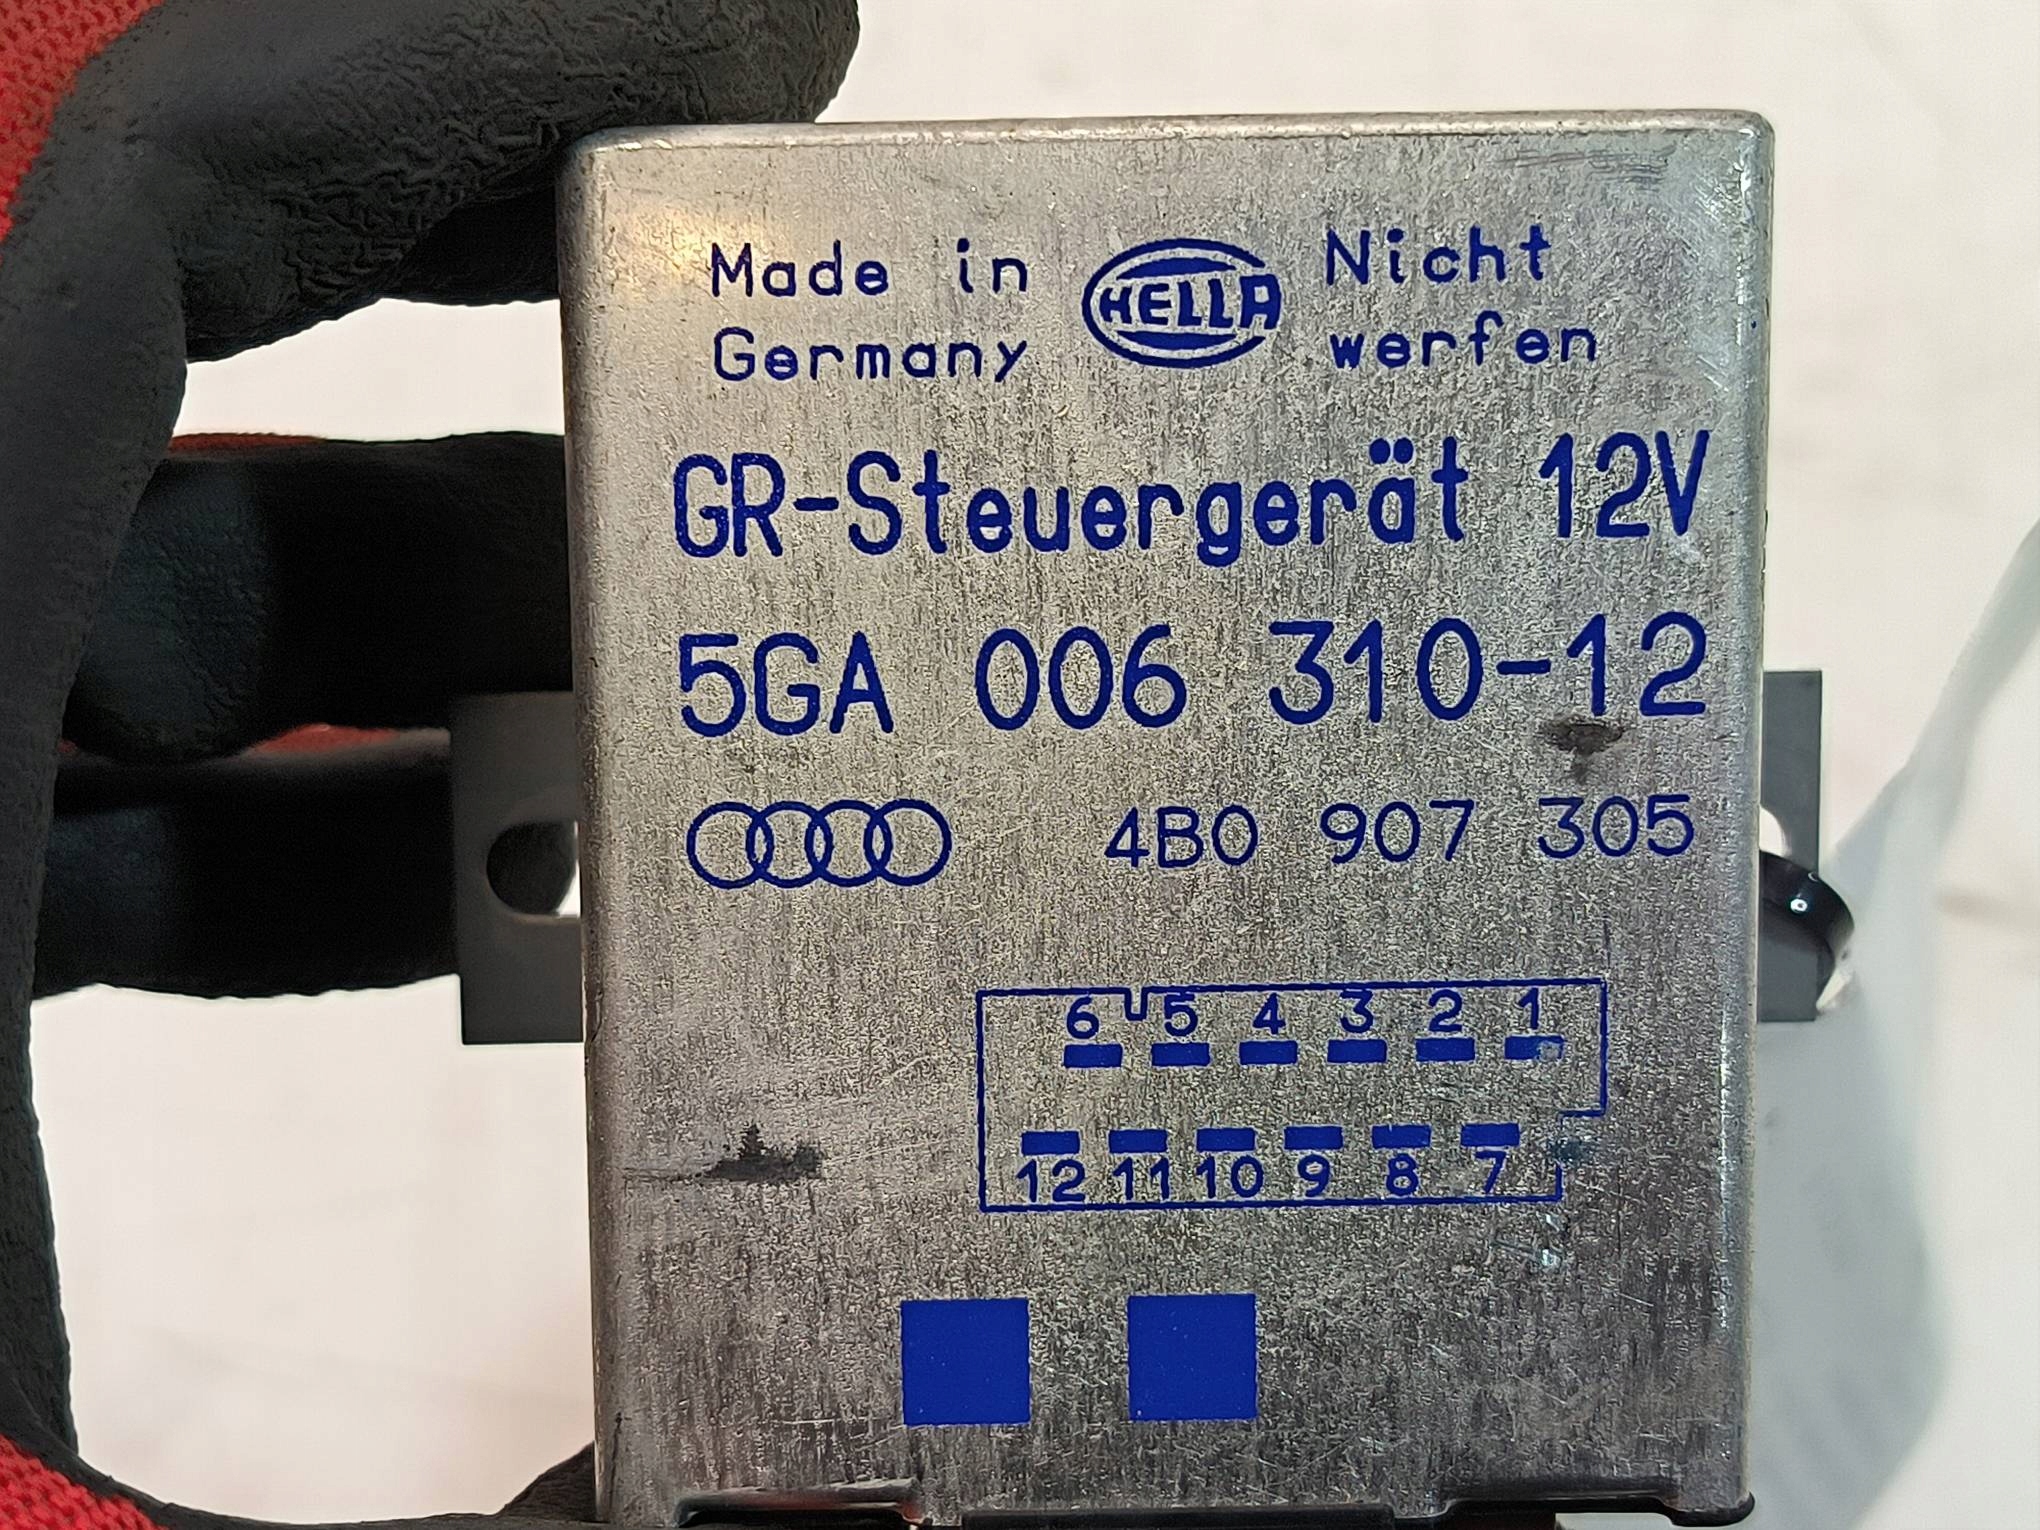 Made in HELLA Nicht
Germany werfen
GR-Steuergerät 12V
5GA 006 310-12
4B0 907 305
6 5 4 3 2 1
12 11 10 9 8 7